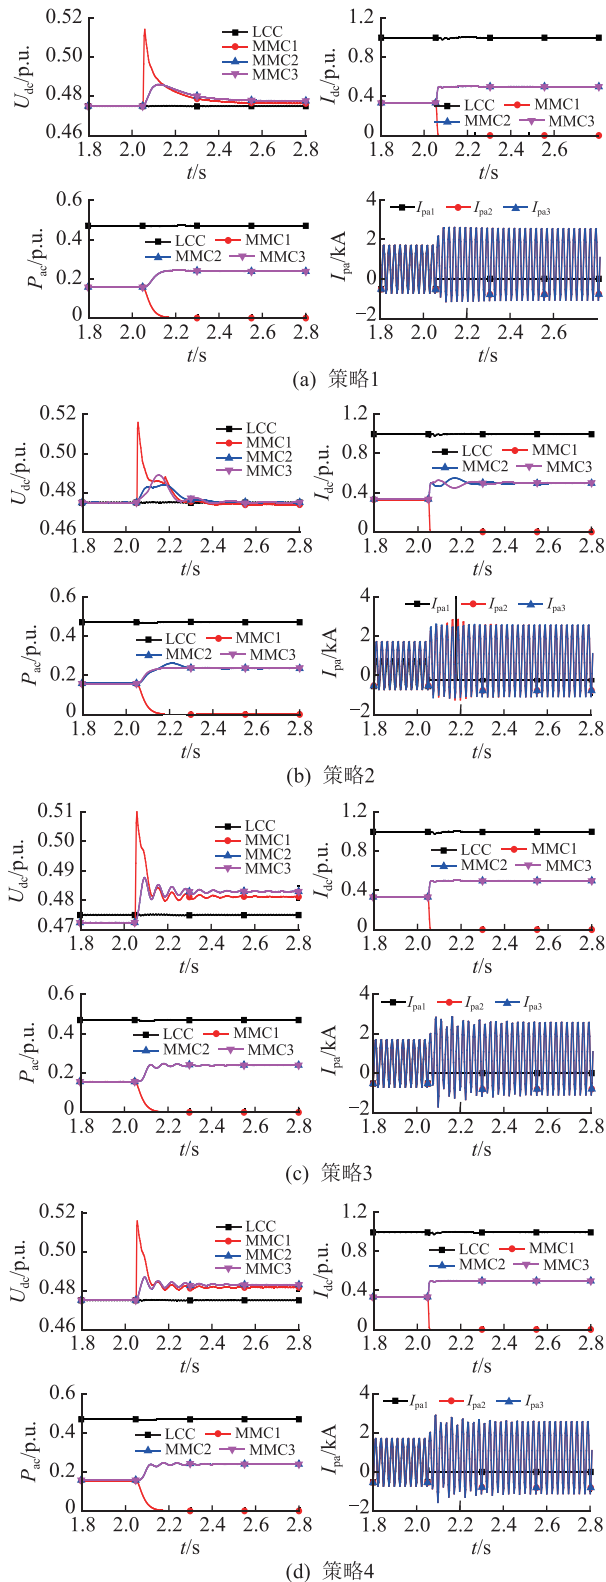 U_dc/p.u.
0.52
0.50
0.48
0.46
1.8 2.0 2.2 2.4 2.6 2.8
t/s
LCC
MMC1
MMC2
MMC3
I_dc/p.u.
1.2
0.8
0.4
0
1.8 2.0 2.2 2.4 2.6
t/s
LCC MMC1
MMC2 MMC3
P_ac/p.u.
0.6
0.4
0.2
0
1.8 2.0 2.2 2.4 2.6 2.8
t/s
LCC MMC1
MMC2 MMC3
I_pa/kA
4
2
0
−2
1.8 2.0 2.2 2.4 2.6
t/s
I_pa1 I_pa2 I_pa3
(a) 策略1
U_dc/p.u.
0.52
0.50
0.48
0.46
1.8 2.0 2.2 2.4 2.6 2.8
t/s
LCC
MMC1
MMC2
MMC3
I_dc/p.u.
1.2
0.8
0.4
0
1.8 2.0 2.2 2.4 2.6 2.8
t/s
LCC MMC1
MMC2 MMC3
P_ac/p.u.
0.6
0.4
0.2
0
1.8 2.0 2.2 2.4 2.6 2.8
t/s
LCC MMC1
MMC2 MMC3
I_pa/kA
4
2
0
−2
1.8 2.0 2.2 2.4 2.6 2.8
t/s
I_pa1 I_pa2 I_pa3
(b) 策略2
U_dc/p.u.
0.51
0.49
0.48
0.47
1.8 2.0 2.2 2.4 2.6 2.8
t/s
LCC
MMC1
MMC2
MMC3
I_dc/p.u.
1.2
0.8
0.4
0
1.8 2.0 2.2 2.4 2.6 2.8
t/s
LCC MMC1
MMC2 MMC3
P_ac/p.u.
0.6
0.4
0.2
0
1.8 2.0 2.2 2.4 2.6 2.8
t/s
LCC MMC1
MMC2 MMC3
I_pa/kA
4
2
0
−2
1.8 2.0 2.2 2.4 2.6 2.8
t/s
I_pa1 I_pa2 I_pa3
(c) 策略3
U_dc/p.u.
0.52
0.50
0.48
0.46
1.8 2.0 2.2 2.4 2.6 2.8
t/s
LCC
MMC1
MMC2
MMC3
I_dc/p.u.
1.2
0.8
0.4
0
1.8 2.0 2.2 2.4 2.6 2.8
t/s
LCC MMC1
MMC2 MMC3
P_ac/p.u.
0.6
0.4
0.2
0
1.8 2.0 2.2 2.4 2.6 2.8
t/s
LCC MMC1
MMC2 MMC3
I_pa/kA
4
2
0
−2
1.8 2.0 2.2 2.4 2.6 2.8
t/s
I_pa1 I_pa2 I_pa3
(d) 策略4